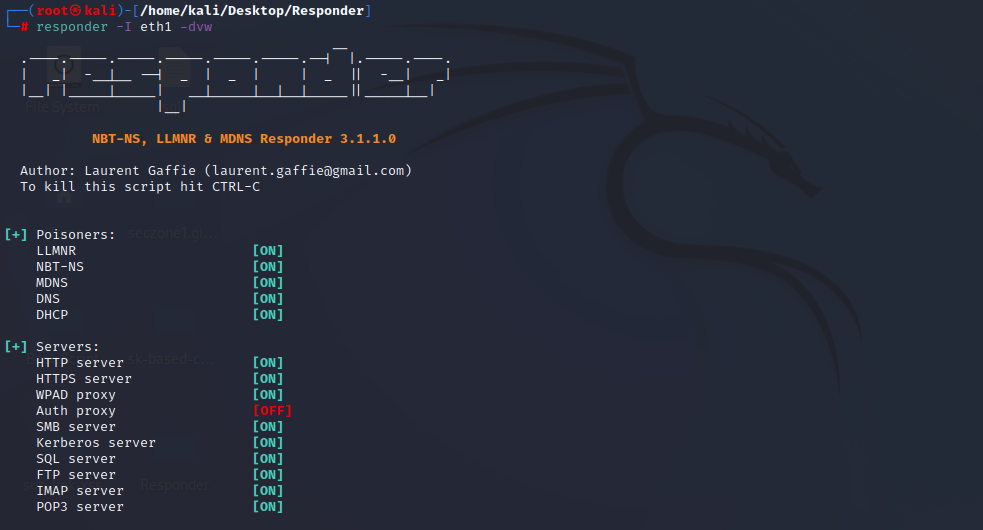 ┌──(root㉿kali)-[/home/kali/Desktop/Responder]
└─# responder -I eth1 -dvw
NBT-NS, LLMNR & MDNS Responder 3.1.1.0
Author: Laurent Gaffie (laurent.gaffie@gmail.com)
To kill this script hit CTRL-C
[+] Poisoners:
LLMNR [ON]
NBT-NS [ON]
MDNS [ON]
DNS [ON]
DHCP [ON]
[+] Servers:
HTTP server [ON]
HTTPS server [ON]
WPAD proxy [ON]
Auth proxy [OFF]
SMB server [ON]
Kerberos server [ON]
SQL server [ON]
FTP server [ON]
IMAP server [ON]
POP3 server [ON]
File System
Responder